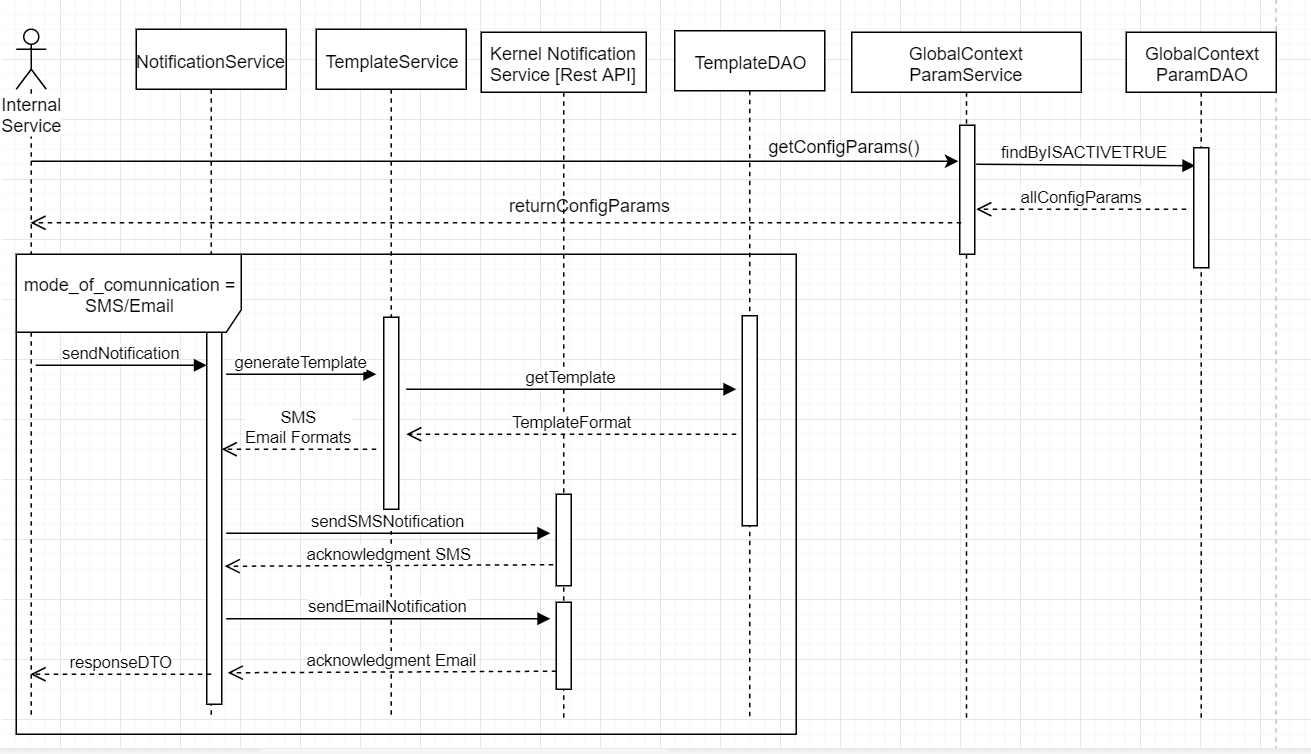 Internal
Service
NotificationService
TemplateService
Kernel Notification
Service [Rest API]
TemplateDAO
GlobalContext
ParamService
GlobalContext
ParamDAO
getConfigParams()
findByISACTIVETRUE
allConfigParams
returnConfigParams
mode_of_comunnication =
SMS/Email
sendNotification
generateTemplate
getTemplate
TemplateFormat
SMS
Email Formats
sendSMSNotification
acknowledgment SMS
sendEmailNotification
acknowledgment Email
responseDTO